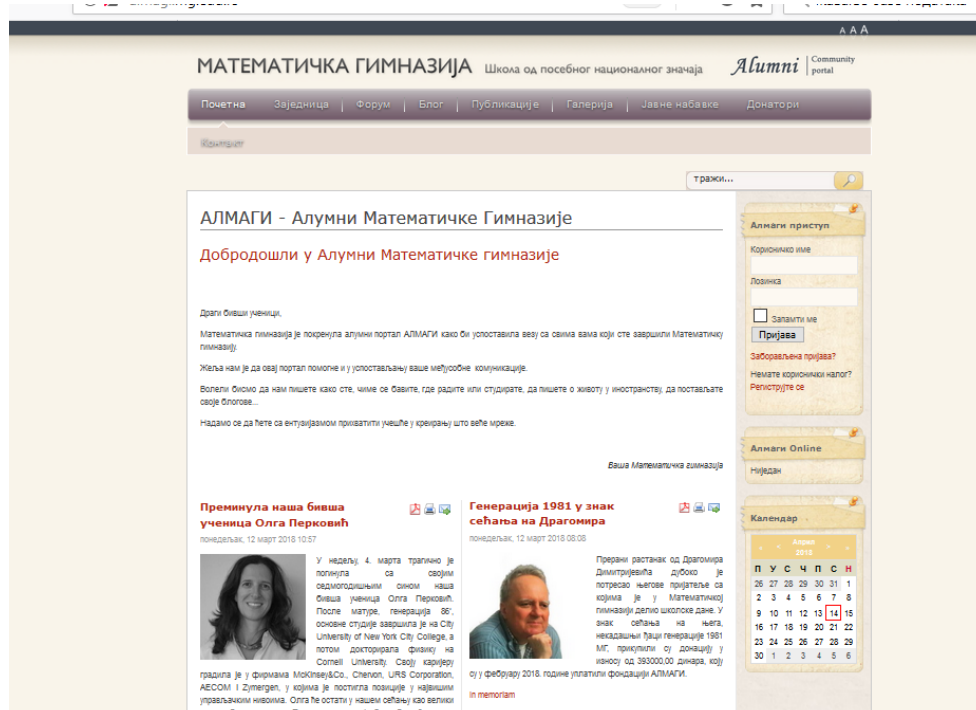 A A A
МАТЕМАТИЧКА ГИМНАЗИЈА Школа од посебног националног значаја
Alumni Community portal
Почетна Заједница Форум Блог Публикације Галерија Јавне набавке Донатори
Контакт
тражи...
АЛМАГИ - Алумни Математичке Гимназије
Добродошли у Алумни Математичке гимназије
Драги бивши ученици,
Математичка гимназија је покренула алумни портал АЛМАГИ како би успоставила везу са свима вама који сте завршили Математичку
гимназију.
Жеља нам је да овај портал помогне и у успостављању ваше међусобне комуникације.
Волели бисмо да нам пишете како сте, чиме се бавите, где радите или студирате, да пишете о животу у иностранству, да постављате
своје блогове...
Надамо се да ћете са ентузијазмом прихватити учешће у креирању што веће мреже.
Ваша Математичка гимназија
Преминула наша бивша
ученица Олга Перковић
понедељак, 12 март 2018 10:57
У недељу, 4. марта трагично је
погинула са својим
седмогодишњим сином наша
бивша ученица Олга Перковић.
После матуре, генерација 86',
основне студије завршила је на City
University of New York City College, а
потом докторирала физику на
Cornell University. Своју каријеру
градила је у фирмама McKinsey&Co., Chervon, URS Corporation,
AECOM i Zymergen, у којима је постигла позиције у највишим
управљачким нивоима. Олга ће остати у нашем сећању као велики
Генерација 1981 у знак
сећања на Драгомира
понедељак, 12 март 2018 08:08
Прерани растанак од Драгомира
Димитријевића дубоко је
потресао његове пријатеље са
којима је у Математичкој
гимназији делио школске дане. У
знак сећања на њега,
некадашњи ђаци генерације 1981
МГ, прикупили су донацију у
износу од 393000,00 динара, коју
су у фебруару 2018. године уплатили фондацији АЛМАГИ.
In memoriam
Алмаги приступ
Корисничко име
Лозинка
Запамти ме
Пријава
Заборављена пријава?
Немате кориснички налог?
Региструјте се
Алмаги Online
Ниједан
Календар
« < Април 2018 > »
П У С Ч П С Н
26 27 28 29 30 31 1
2 3 4 5 6 7 8
9 10 11 12 13 14 15
16 17 18 19 20 21 22
23 24 25 26 27 28 29
30 1 2 3 4 5 6